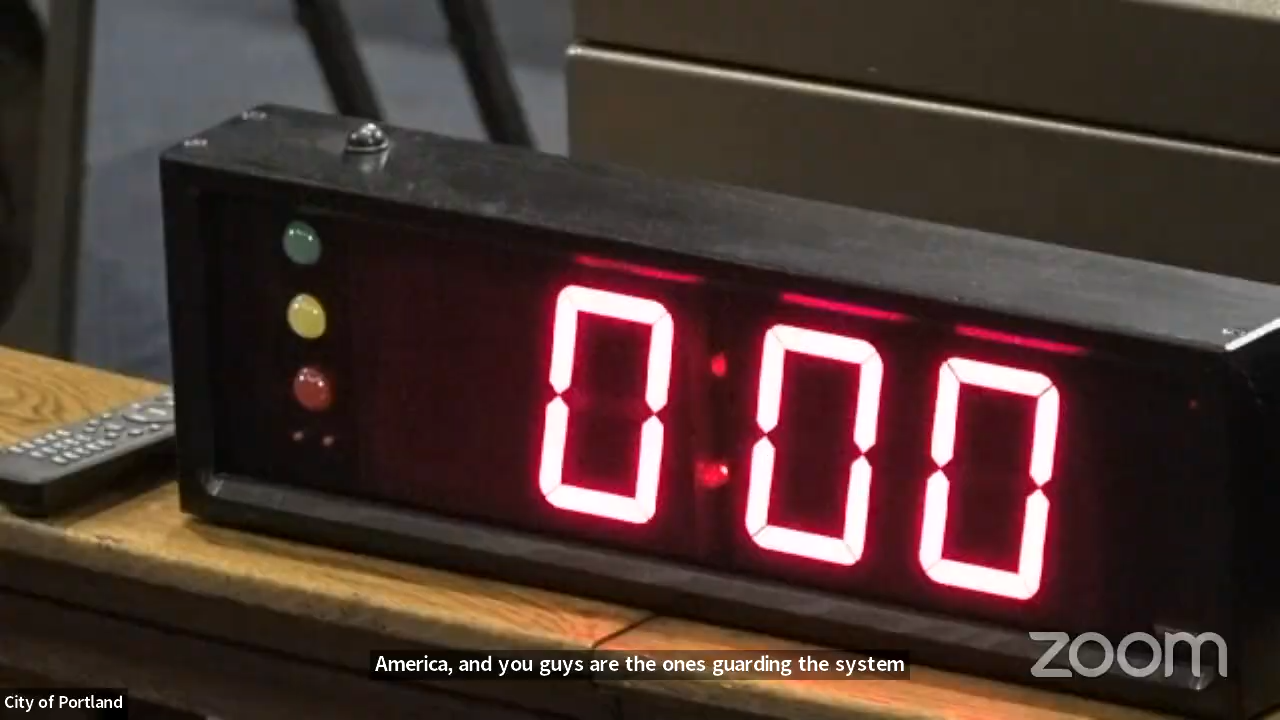 0:00
America, and you guys are the ones guarding the system
zoom
City of Portland